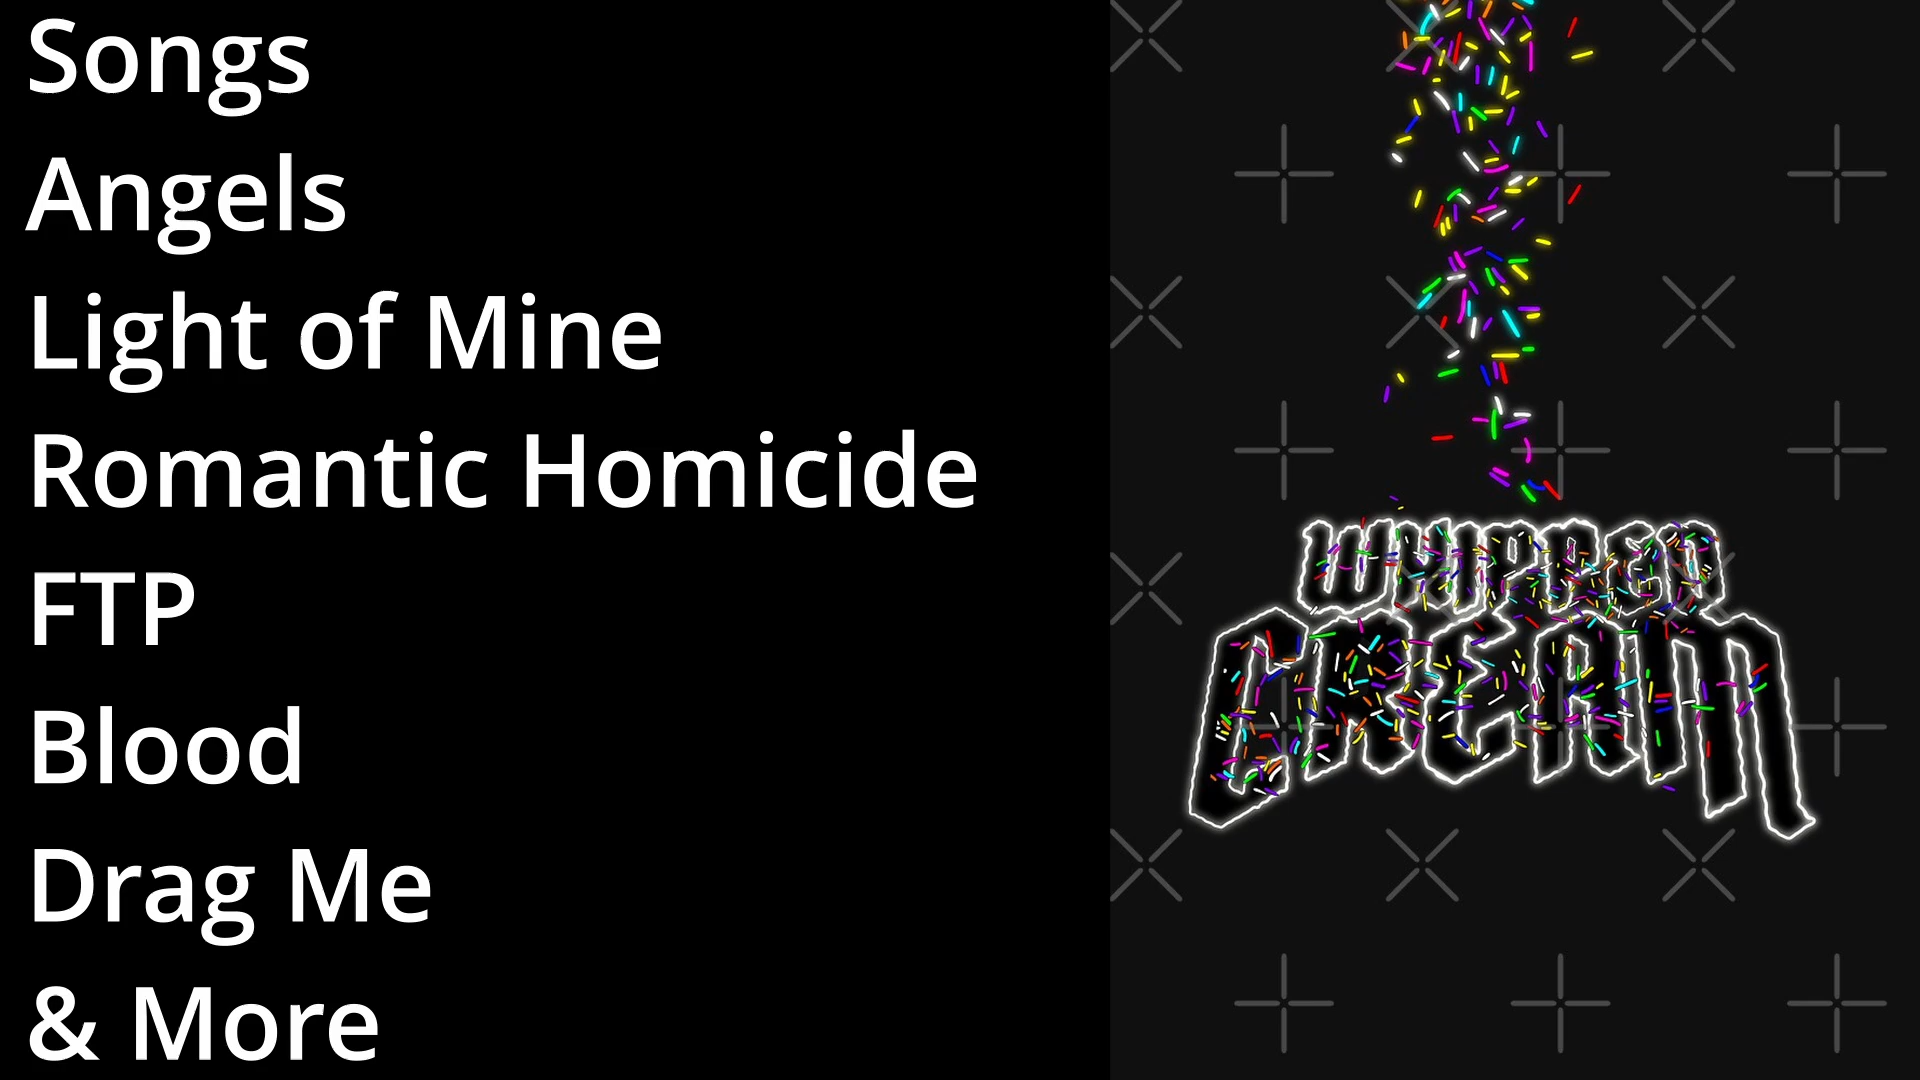 Songs
Angels
Light of Mine
Romantic Homicide
FTP
Blood
Drag Me
& More
WHIPPED
CREAM